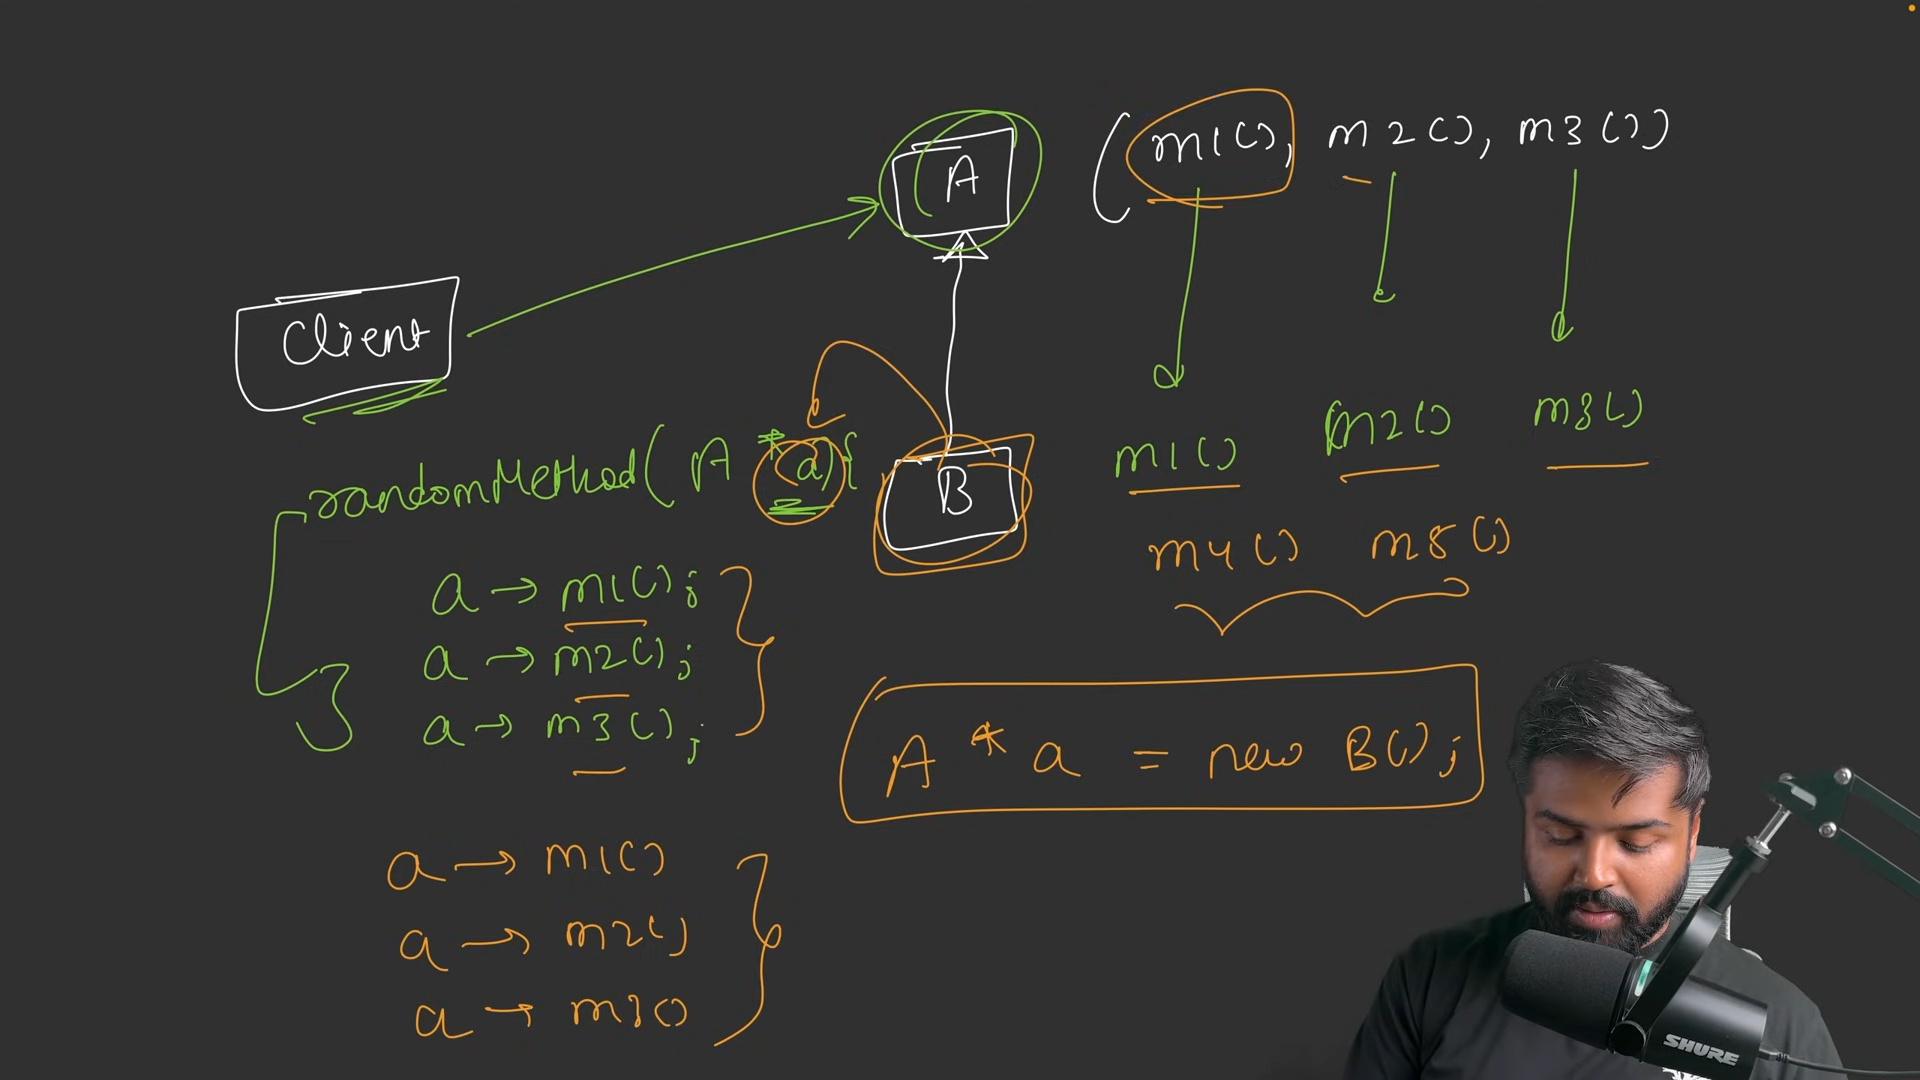 A (m1(), m2(), m3())
Client
randomMethod(A *a){
B
m1() m2() m3()
m4() m5()
a → m1();
a → m2();
a → m3();
}
A * a = new B();
a → m1()
a → m2()
a → m3()
SHURE